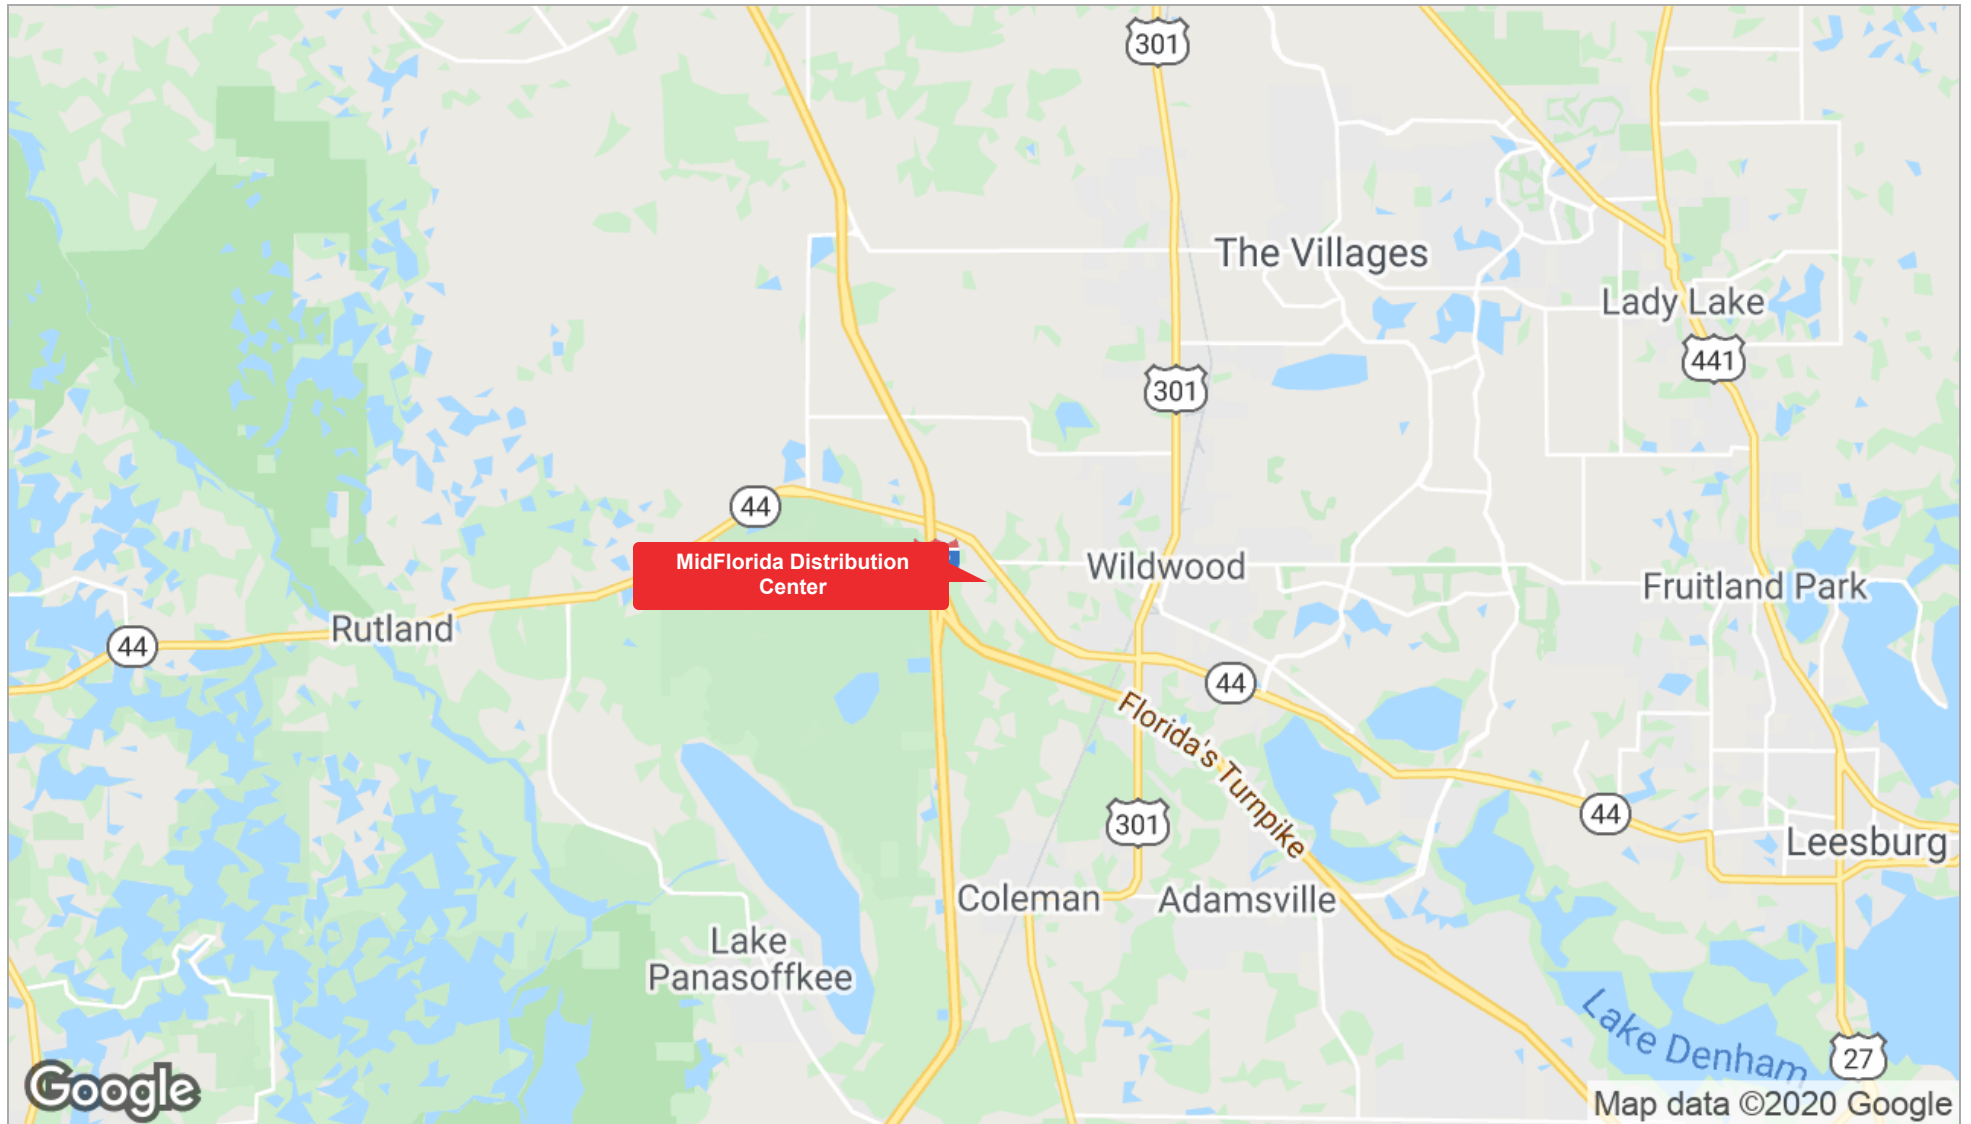 301
The Villages
Lady Lake
441
301
44
MidFlorida Distribution
Center
Wildwood
Fruitland Park
Rutland
44
44
Florida's Turnpike
44
301
Leesburg
Coleman
Adamsville
Lake
Panasoffkee
Lake Denham
27
Google
Map data ©2020 Google